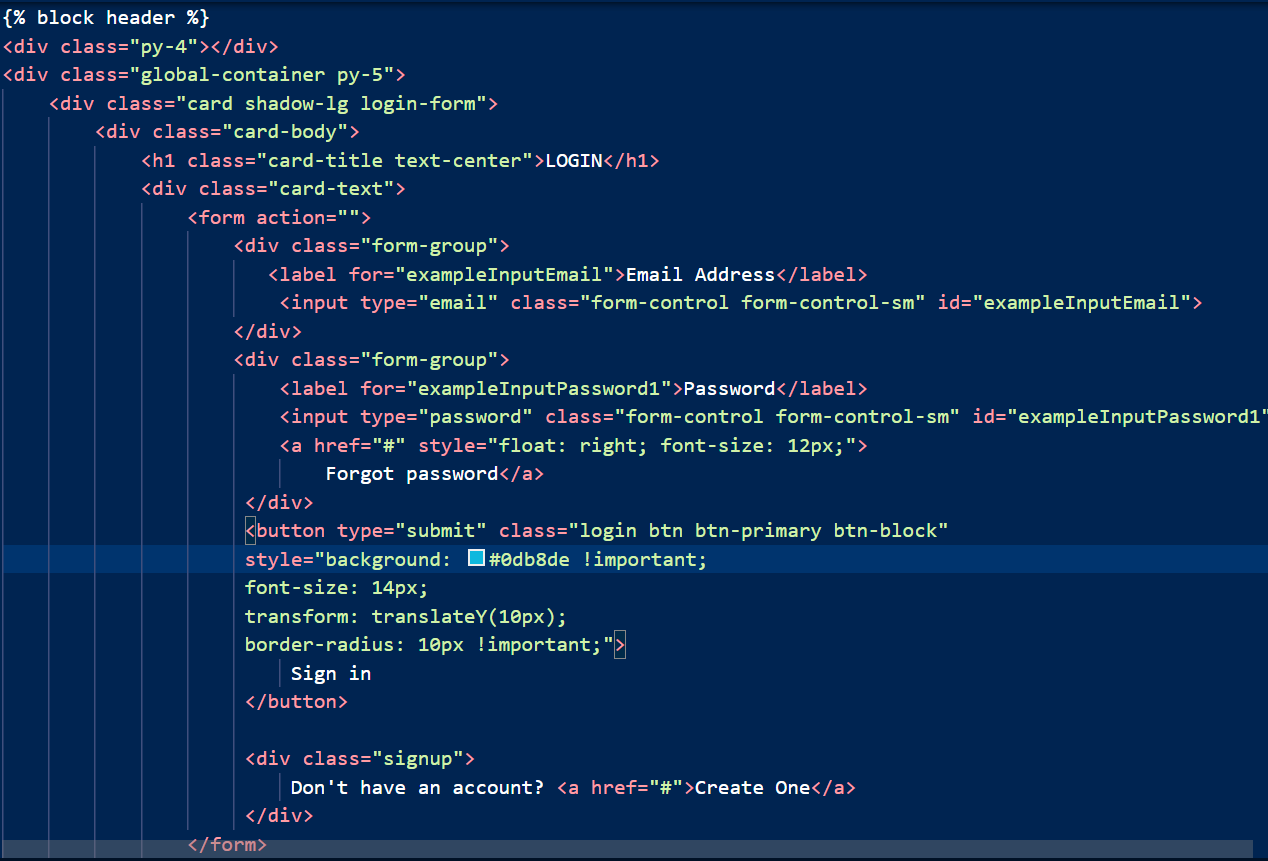 {% block header %}
<div class="py-4"></div>
<div class="global-container py-5">
<div class="card shadow-lg login-form">
<div class="card-body">
<h1 class="card-title text-center">LOGIN</h1>
<div class="card-text">
<form action="">
<div class="form-group">
<label for="exampleInputEmail">Email Address</label>
<input type="email" class="form-control form-control-sm" id="exampleInputEmail">
</div>
<div class="form-group">
<label for="exampleInputPassword1">Password</label>
<input type="password" class="form-control form-control-sm" id="exampleInputPassword1"
<a href="#" style="float: right; font-size: 12px;">
Forgot password</a>
</div>
<button type="submit" class="login btn btn-primary btn-block"
style="background: #0db8de !important;
font-size: 14px;
transform: translateY(10px);
border-radius: 10px !important;">
Sign in
</button>
<div class="signup">
Don't have an account? <a href="#">Create One</a>
</div>
</form>